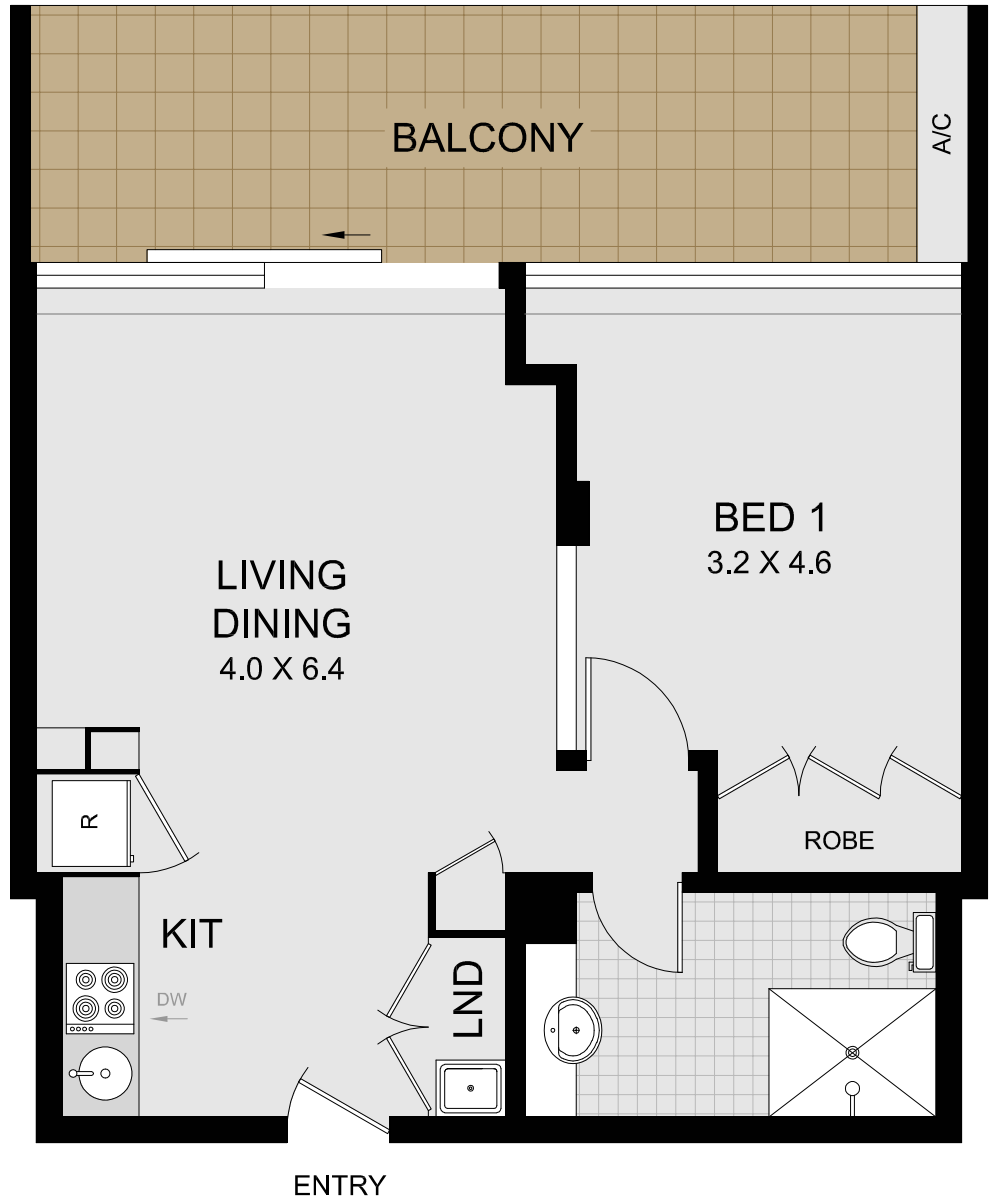 BALCONY
A/C
BED 1
3.2 X 4.6
LIVING
DINING
4.0 X 6.4
R
ROBE
KIT
LND
DW
ENTRY